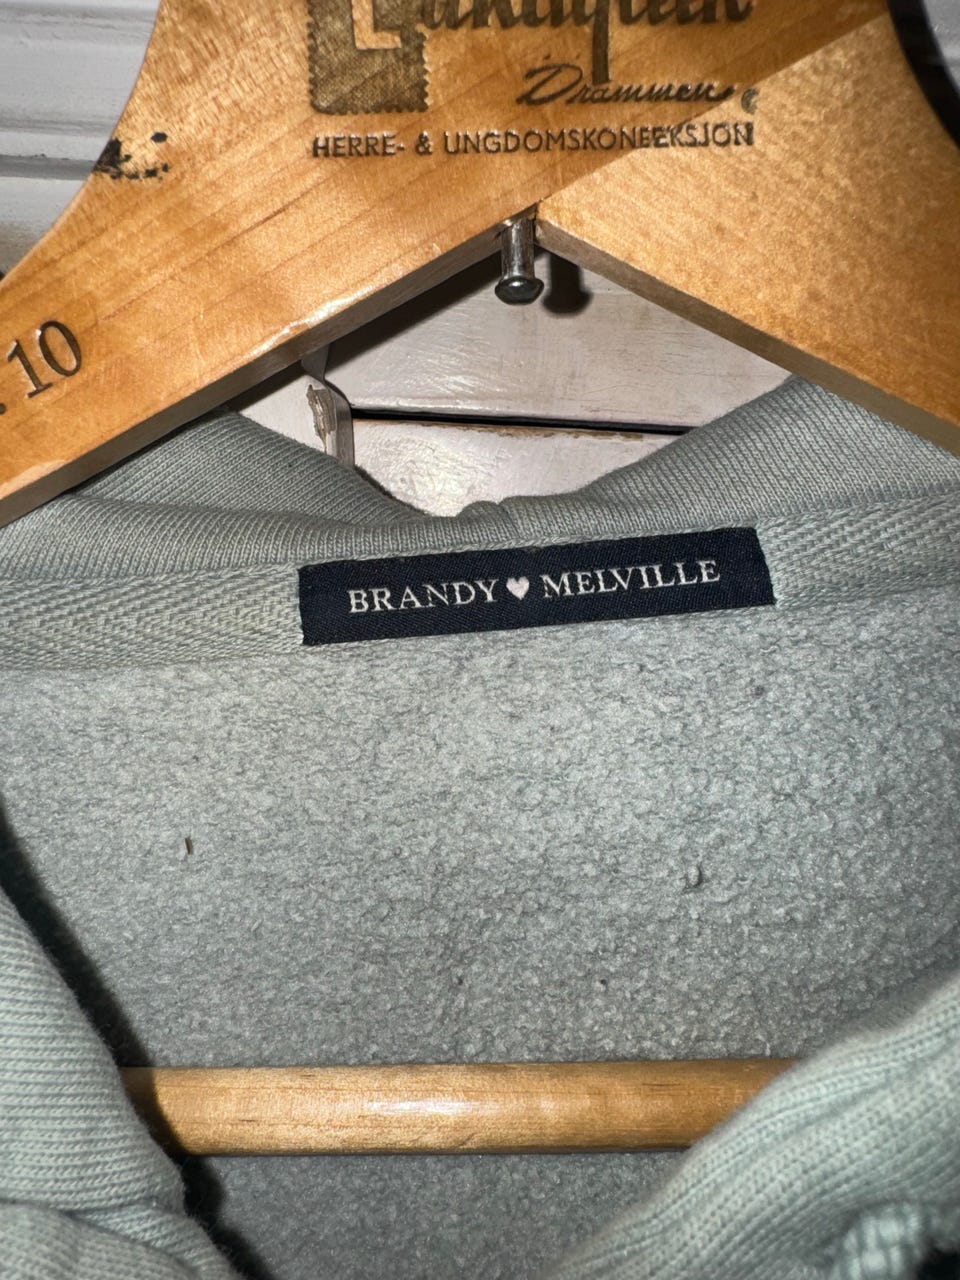 Drammen
HERRE- & UNGDOMSKONFEKSJON
. 10
BRANDY ♥ MELVILLE